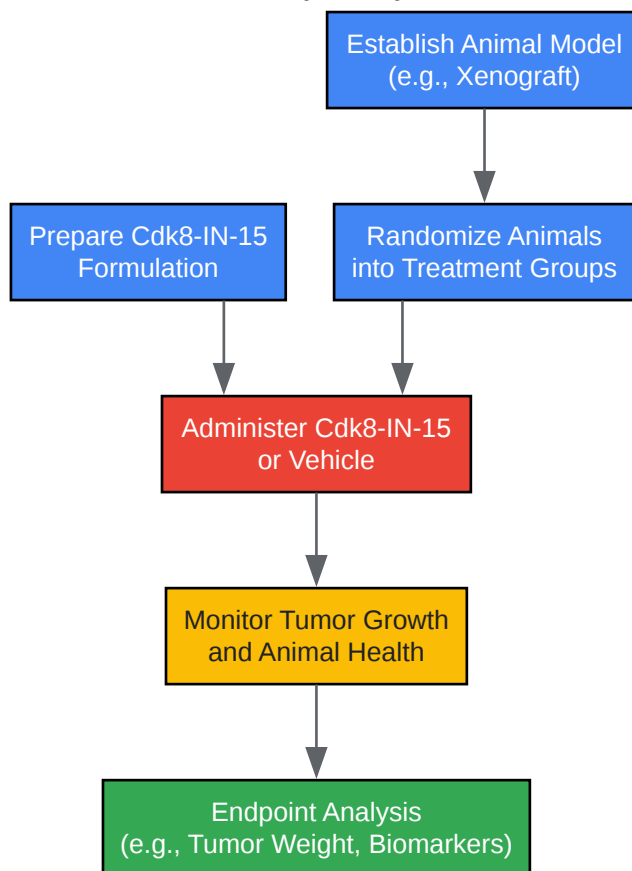 Establish Animal Model
(e.g., Xenograft)
Prepare Cdk8-IN-15
Formulation
Randomize Animals
into Treatment Groups
Administer Cdk8-IN-15
or Vehicle
Monitor Tumor Growth
and Animal Health
Endpoint Analysis
(e.g., Tumor Weight, Biomarkers)